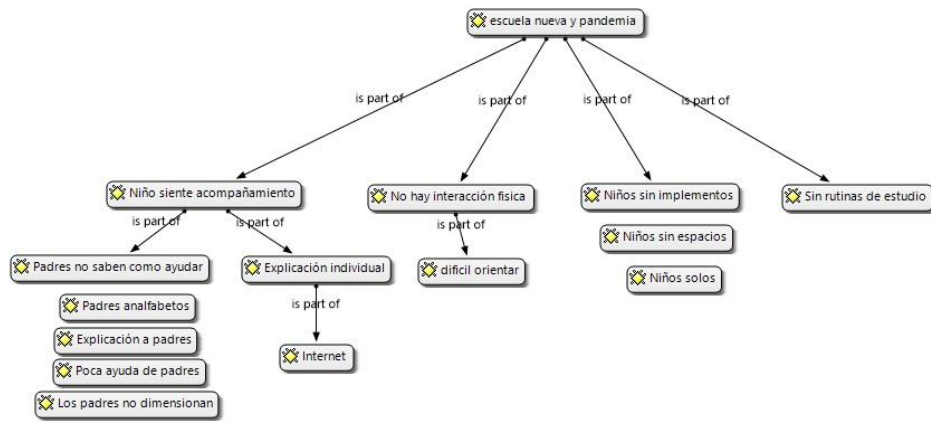 escuela nueva y pandemia
is part of
is part of
is part of
is part of
Niño siente acompañamiento
No hay interacción fisica
Niños sin implementos
Sin rutinas de estudio
is part of
is part of
is part of
Niños sin espacios
Padres no saben como ayudar
Explicación individual
dificil orientar
Niños solos
is part of
Padres analfabetos
Explicación a padres
Internet
Poca ayuda de padres
Los padres no dimensionan